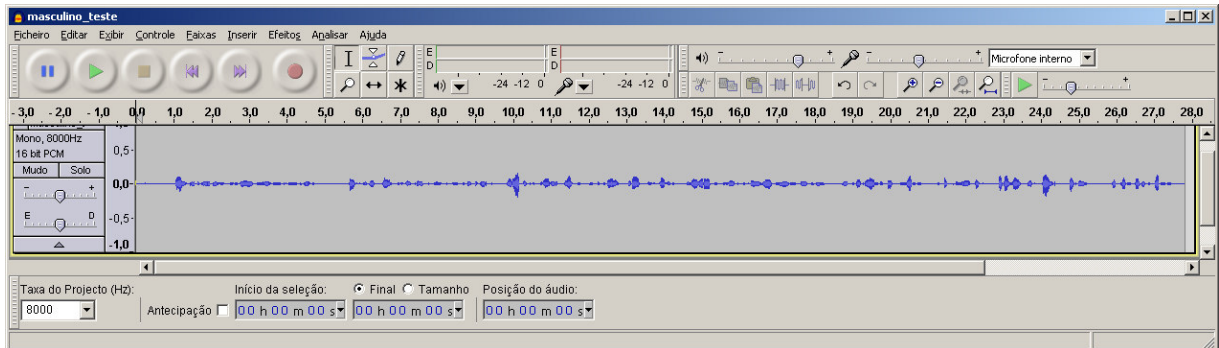 masculino_teste
Ficheiro Editar Exibir Controle Faixas Inserir Efeitos Analisar Ajuda
E D -24 -12 0
E D -24 -12 0
Microfone interno
-3,0 -2,0 -1,0 0,0 1,0 2,0 3,0 4,0 5,0 6,0 7,0 8,0 9,0 10,0 11,0 12,0 13,0 14,0 15,0 16,0 17,0 18,0 19,0 20,0 21,0 22,0 23,0 24,0 25,0 26,0 27,0 28,0
Mono, 8000Hz
16 bit PCM
Mudo Solo
- +
E D
0,5
0,0
-0,5
-1,0
Taxa do Projecto (Hz): Início da seleção: Final Tamanho Posição do áudio:
8000 Antecipação 00 h 00 m 00 s 00 h 00 m 00 s 00 h 00 m 00 s